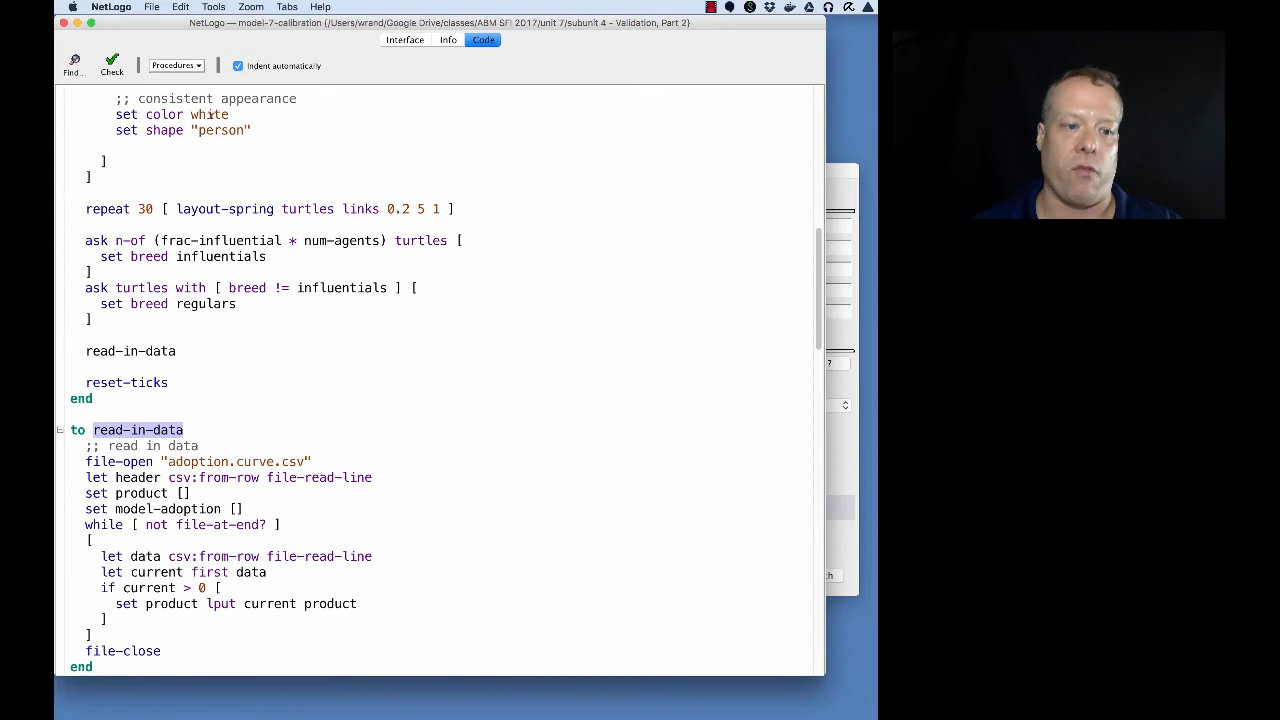 NetLogo File Edit Tools Zoom Tabs Help
NetLogo — model-7-calibration {/Users/wrand/Google Drive/classes/ABM SFI 2017/unit 7/subunit 4 - Validation, Part 2}
Interface Info Code
Find... Check Procedures Indent automatically
;; consistent appearance
set color white
set shape "person"
]
]
repeat 30 [ layout-spring turtles links 0.2 5 1 ]
ask n-of (frac-influential * num-agents) turtles [
set breed influentials
]
ask turtles with [ breed != influentials ] [
set breed regulars
]
read-in-data
reset-ticks
end
to read-in-data
;; read in data
file-open "adoption.curve.csv"
let header csv:from-row file-read-line
set product []
set model-adoption []
while [ not file-at-end? ]
[
let data csv:from-row file-read-line
let current first data
if current > 0 [
set product lput current product
]
]
file-close
end
?
ch